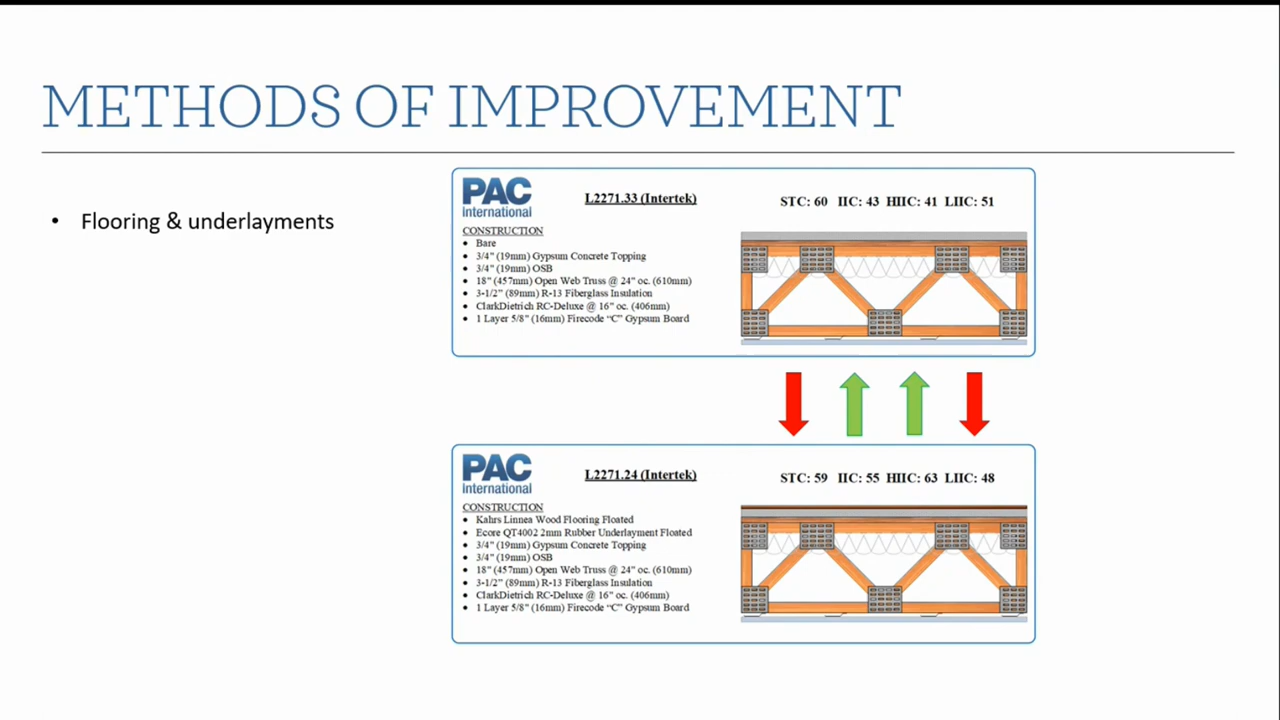 METHODS OF IMPROVEMENT
• Flooring & underlayments
PAC
International
L2271.33 (Intertek)
STC: 60 IIC: 43 HIIC: 41 LIIC: 51
CONSTRUCTION
• Bare
• 3/4" (19mm) Gypsum Concrete Topping
• 3/4" (19mm) OSB
• 18" (457mm) Open Web Truss @ 24" oc. (610mm)
• 3-1/2" (89mm) R-13 Fiberglass Insulation
• ClarkDietrich RC-Deluxe @ 16" oc. (406mm)
• 1 Layer 5/8" (16mm) Firecode “C” Gypsum Board
PAC
International
L2271.24 (Intertek)
STC: 59 IIC: 55 HIIC: 63 LIIC: 48
CONSTRUCTION
• Kahrs Linnea Wood Flooring Floated
• Ecore QT4002 2mm Rubber Underlayment Floated
• 3/4" (19mm) Gypsum Concrete Topping
• 3/4" (19mm) OSB
• 18" (457mm) Open Web Truss @ 24" oc. (610mm)
• 3-1/2" (89mm) R-13 Fiberglass Insulation
• ClarkDietrich RC-Deluxe @ 16" oc. (406mm)
• 1 Layer 5/8" (16mm) Firecode “C” Gypsum Board